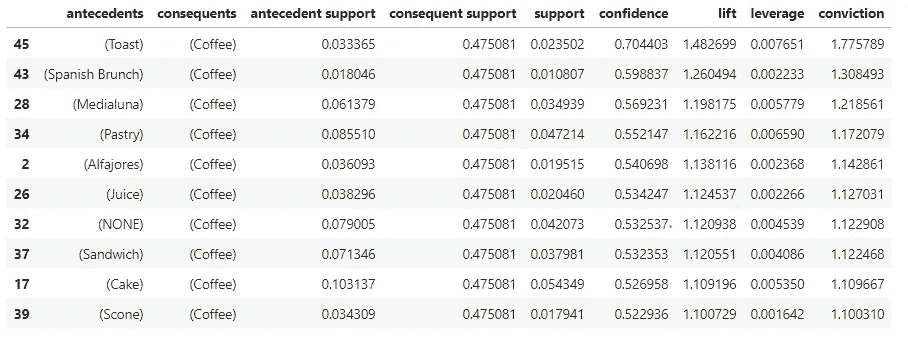 antecedents consequents antecedent support consequent support support confidence lift leverage conviction
45 (Toast) (Coffee) 0.033365 0.475081 0.023502 0.704403 1.482699 0.007651 1.775789
43 (Spanish Brunch) (Coffee) 0.018046 0.475081 0.010807 0.598837 1.260494 0.002233 1.308493
28 (Medialuna) (Coffee) 0.061379 0.475081 0.034939 0.569231 1.198175 0.005779 1.218561
34 (Pastry) (Coffee) 0.085510 0.475081 0.047214 0.552147 1.162216 0.006590 1.172079
2 (Alfajores) (Coffee) 0.036093 0.475081 0.019515 0.540698 1.138116 0.002368 1.142861
26 (Juice) (Coffee) 0.038296 0.475081 0.020460 0.534247 1.124537 0.002266 1.127031
32 (NONE) (Coffee) 0.079005 0.475081 0.042073 0.532537 1.120938 0.004539 1.122908
37 (Sandwich) (Coffee) 0.071346 0.475081 0.037981 0.532353 1.120551 0.004086 1.122468
17 (Cake) (Coffee) 0.103137 0.475081 0.054349 0.526958 1.109196 0.005350 1.109667
39 (Scone) (Coffee) 0.034309 0.475081 0.017941 0.522936 1.100729 0.001642 1.100310